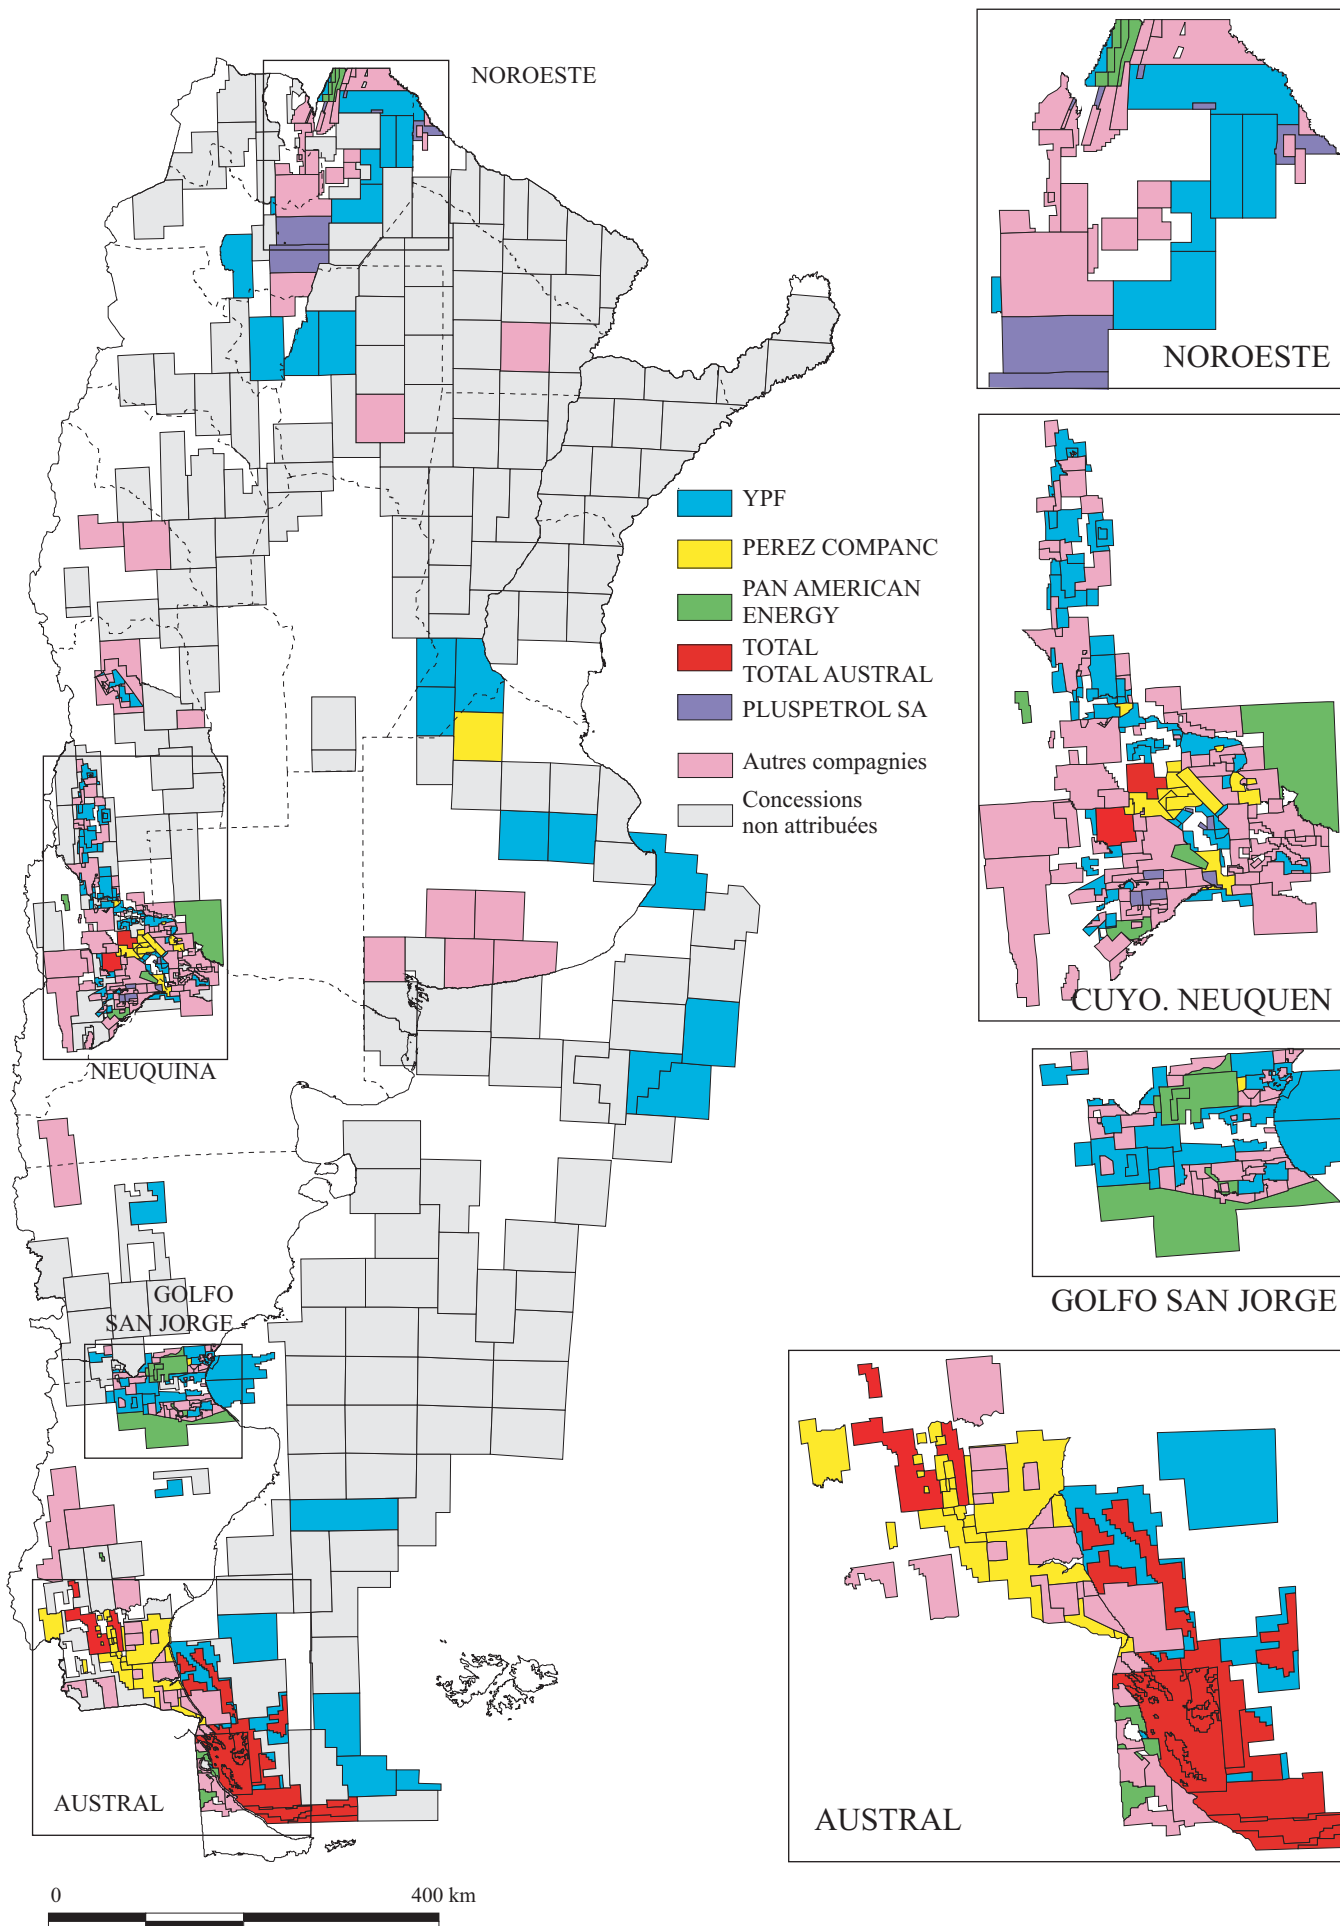 NOROESTE
YPF
PEREZ COMPANC
PAN AMERICAN
ENERGY
TOTAL
TOTAL AUSTRAL
PLUSPETROL SA
Autres compagnies
Concessions
non attribuées
NEUQUINA
GOLFO
SAN JORGE
AUSTRAL
0 400 km
NOROESTE
CUYO. NEUQUEN
GOLFO SAN JORGE
AUSTRAL